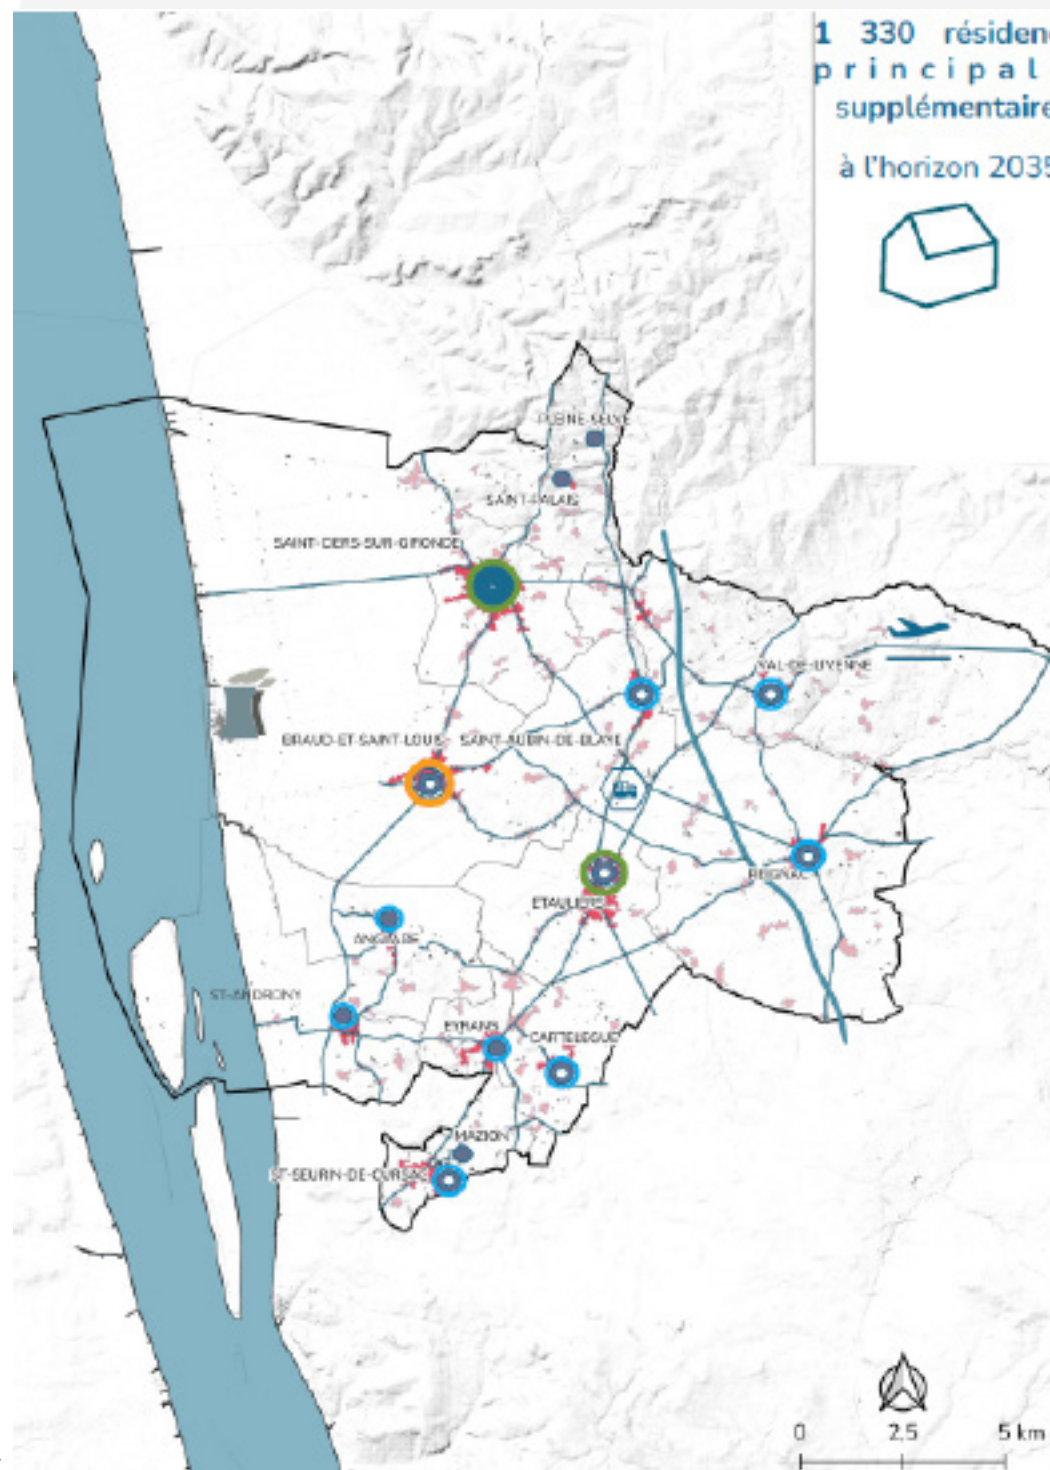 1 330 résiden
principal
supplémentaire
à l'horizon 2035
PLEINE-SELVE
SAINT-PALAIS
SAINT-CIERS-SUR-GIRONDE
VAL-DE-LIVENNE
BRAUD-ET-SAINT-LOUIS
SAINT-AUBIN-DE-BLAYE
REIGNAC
ETAULIERS
ANGLADE
ST-ANDRONY
EYRANS
CARTELEGUE
MAZION
ST-SEURIN-DE-CURSAC
0 2,5 5 km